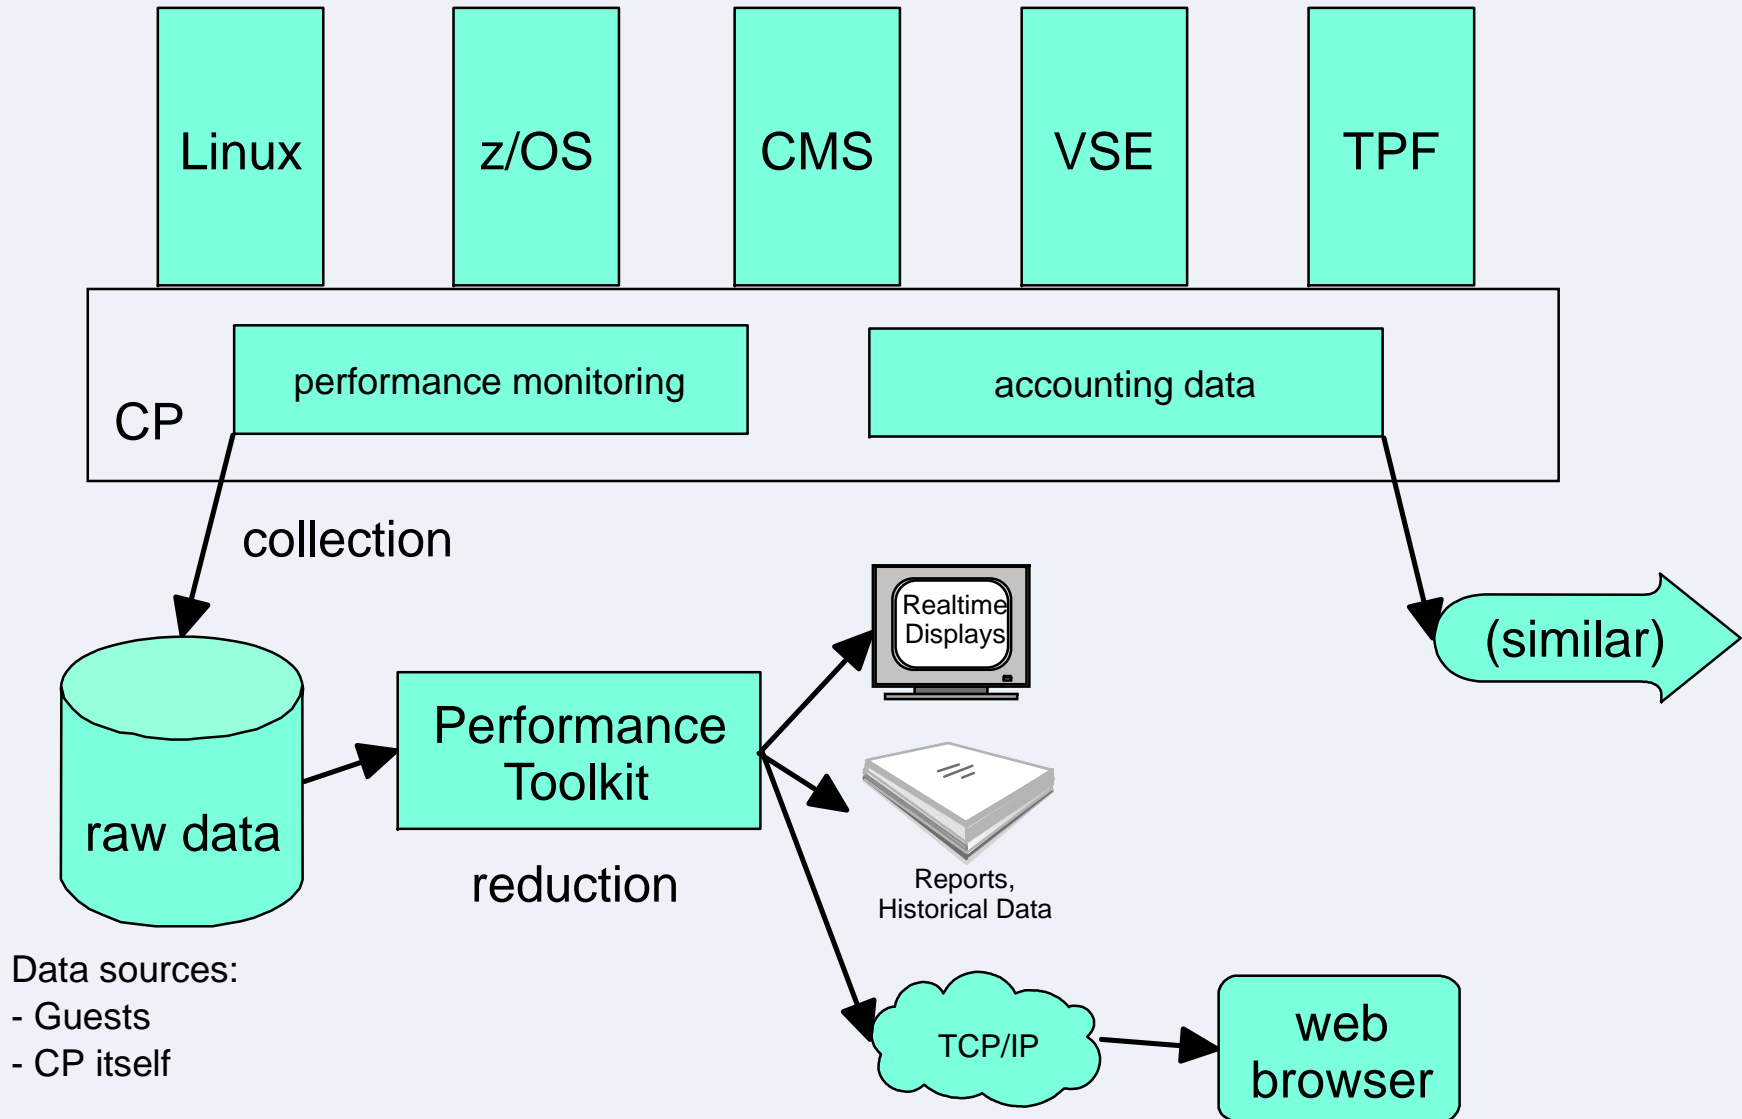 Linux
z/OS
CMS
VSE
TPF
performance monitoring
accounting data
CP
collection
Realtime
Displays
(similar)
Performance
Toolkit
raw data
reduction
Reports,
Historical Data
Data sources:
- Guests
- CP itself
TCP/IP
web
browser